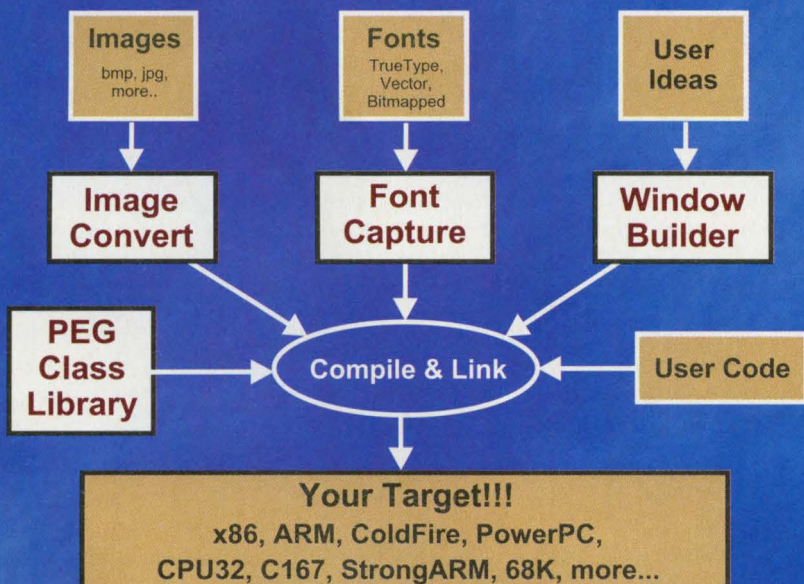 Images
bmp, jpg,
more..
Fonts
TrueType,
Vector,
Bitmapped
User
Ideas
Image
Convert
Font
Capture
Window
Builder
PEG
Class
Library
Compile & Link
User Code
Your Target!!!
x86, ARM, ColdFire, PowerPC,
CPU32, C167, StrongARM, 68K, more...